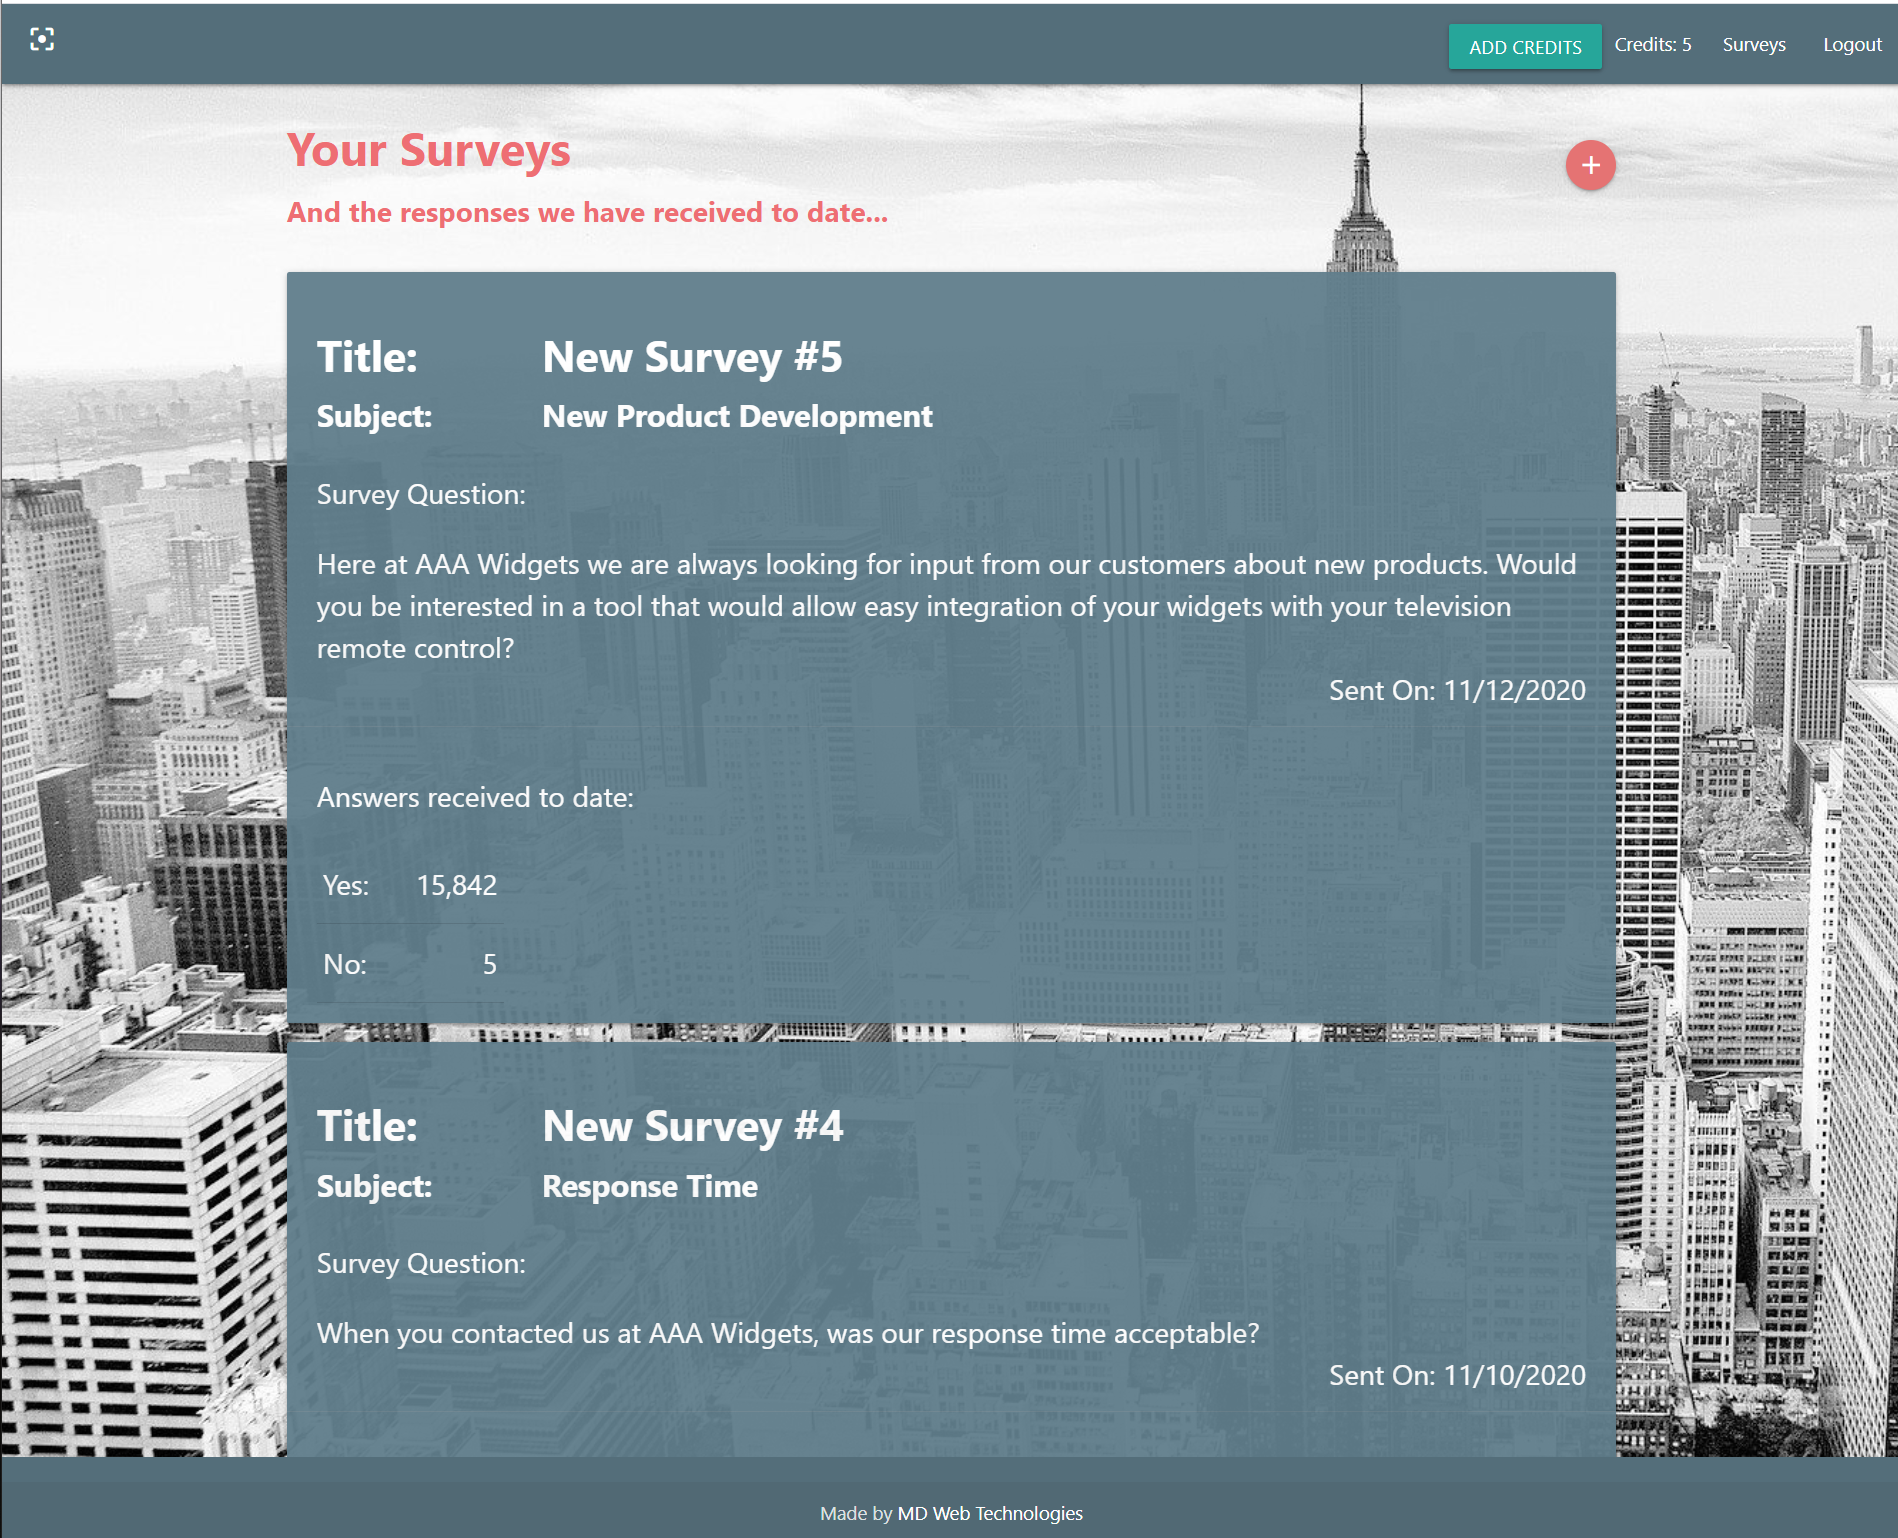 ADD CREDITS Credits: 5 Surveys Logout
Your Surveys
And the responses we have received to date...
Title: New Survey #5
Subject: New Product Development
Survey Question:
Here at AAA Widgets we are always looking for input from our customers about new products. Would
you be interested in a tool that would allow easy integration of your widgets with your television
remote control?
Sent On: 11/12/2020
Answers received to date:
Yes: 15,842
No: 5
Title: New Survey #4
Subject: Response Time
Survey Question:
When you contacted us at AAA Widgets, was our response time acceptable?
Sent On: 11/10/2020
Made by MD Web Technologies